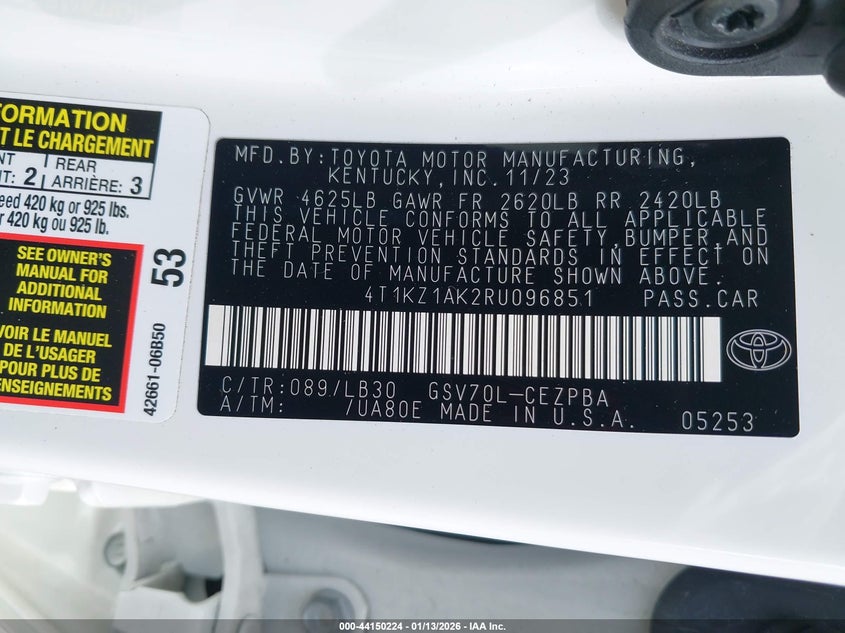 FORMATION
T LE CHARGEMENT
NT 2 REAR 3
NT: ARRIÈRE:
eed 420 kg or 925 lbs.
420 kg ou 925 lb.
SEE OWNER'S
MANUAL FOR
ADDITIONAL
INFORMATION
VOIR LE MANUEL
DE L'USAGER
POUR PLUS DE
ENSEIGNEMENTS
53
42661-06B50
MFD.BY:TOYOTA MOTOR MANUFACTURING,
KENTUCKY,INC.11/23
GVWR 4625LB GAWR FR 2620LB RR 2420LB
THIS VEHICLE CONFORMS TO ALL APPLICABLE
FEDERAL MOTOR VEHICLE SAFETY,BUMPER,AND
THEFT PREVENTION STANDARDS IN EFFECT ON
THE DATE OF MANUFACTURE SHOWN ABOVE.
4T1KZ1AK2RU096851 PASS.CAR
C/TR:089/LB30 GSV70L-CEZPBA
A/TM: /UA80E MADE IN U.S.A. 05253
000-44150224 - 01/13/2026 - IAA Inc.